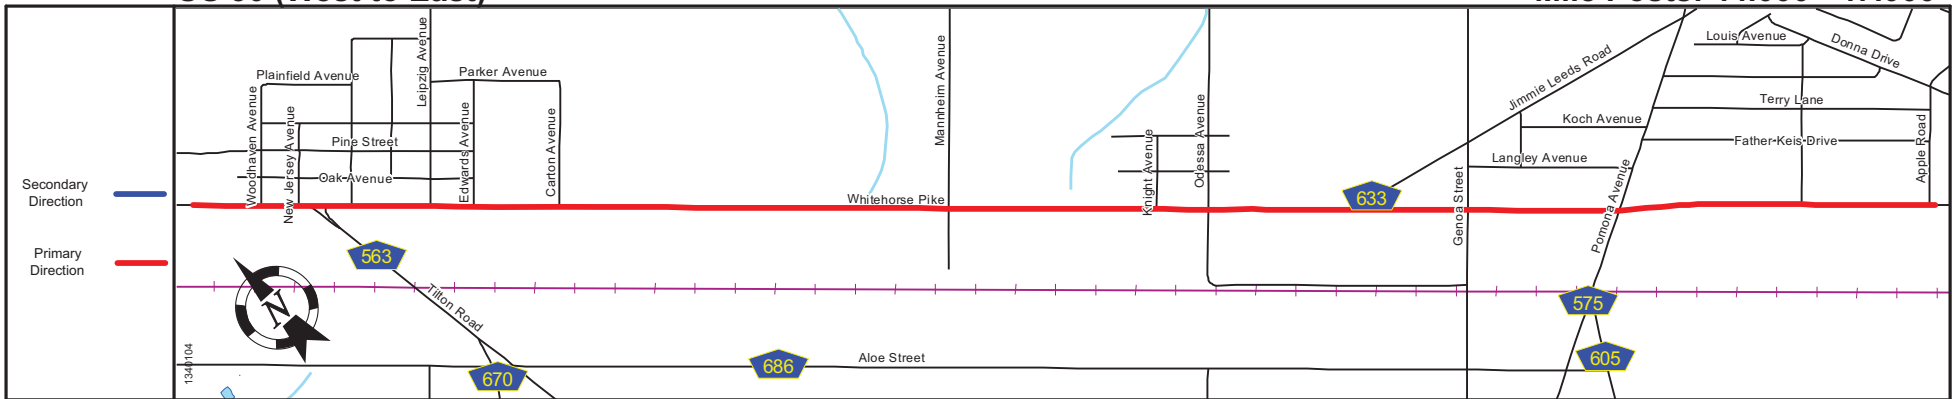 Secondary
Direction
Primary
Direction
Plainfield Avenue
Leipzig Avenue
Parker Avenue
Woodhaven Avenue
New Jersey Avenue
Pine Street
Oak Avenue
Edwards Avenue
Carton Avenue
Whitehorse Pike
Mannheim Avenue
Knight Avenue
Odessa Avenue
Genoa Street
Jimmie Leeds Road
633
Langley Avenue
Koch Avenue
Pomona Avenue
Louis Avenue
Donna Drive
Terry Lane
Father Keis Drive
Apple Road
563
Tilton Road
N
575
1340104
670
686
Aloe Street
605